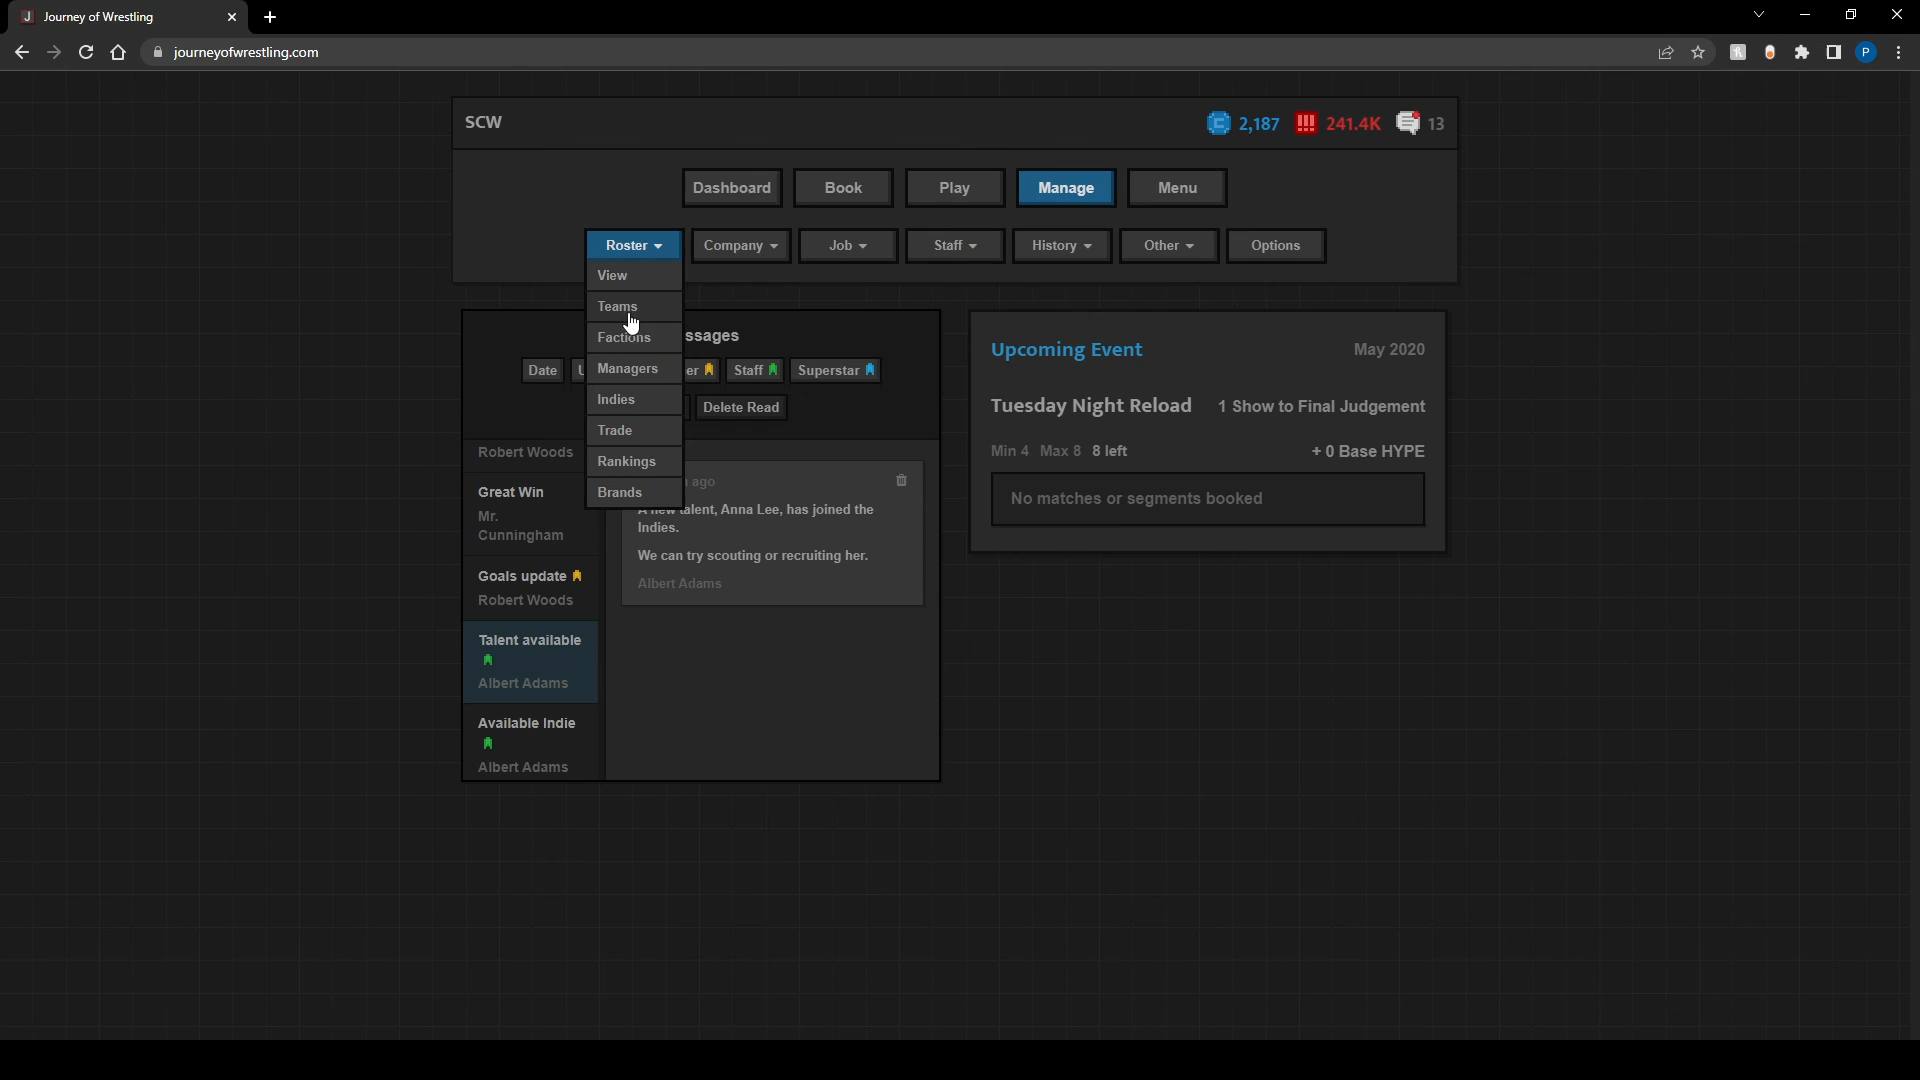 Journey of Wrestling
journeyofwrestling.com
P
SCW
2,187
241.4K
13
Dashboard
Book
Play
Manage
Menu
Roster
Company
Job
Staff
History
Other
Options
View
Teams
Factions
Managers
Indies
Trade
Rankings
Brands
ssages
Date
er
Staff
Superstar
Delete Read
Robert Woods
Great Win
Mr.
Cunningham
Goals update
Robert Woods
Talent available
Albert Adams
Available Indie
Albert Adams
ago
A new talent, Anna Lee, has joined the
Indies.
We can try scouting or recruiting her.
Albert Adams
Upcoming Event
May 2020
Tuesday Night Reload
1 Show to Final Judgement
Min 4 Max 8 8 left
+ 0 Base HYPE
No matches or segments booked